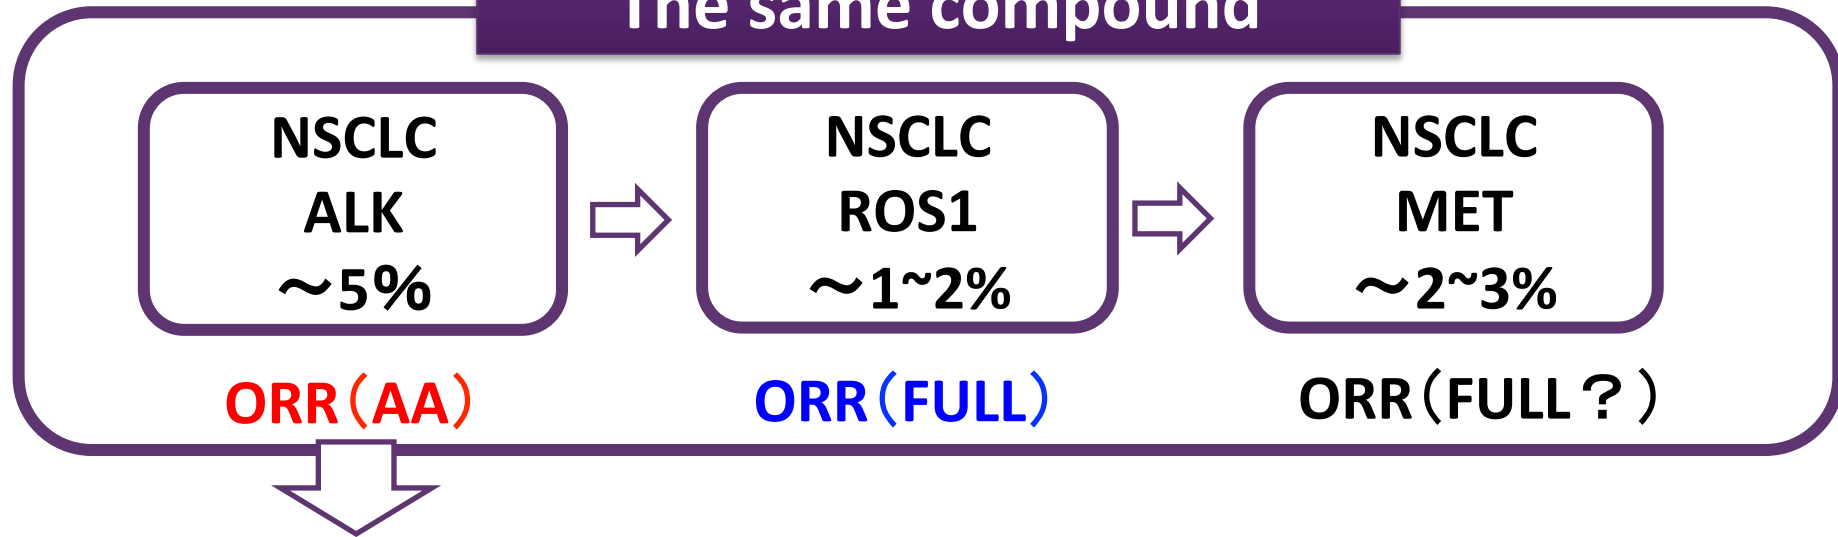 The same compound
NSCLC
ALK
～5%
ORR（AA）
NSCLC
ROS1
～1~2%
ORR（FULL）
NSCLC
MET
～2~3%
ORR（FULL？）